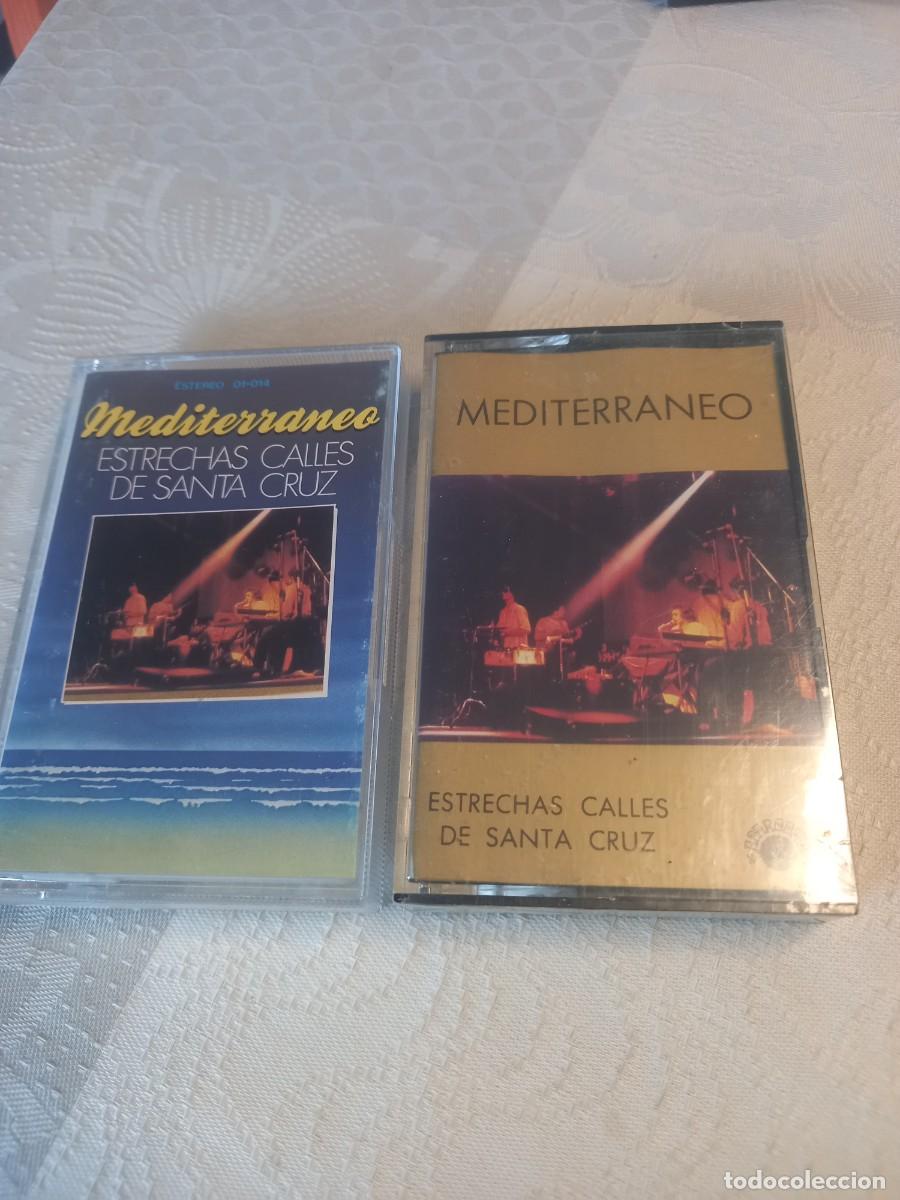 ESTEREO 01-014
Mediterraneo
ESTRECHAS CALLES
DE SANTA CRUZ
MEDITERRANEO
ESTRECHAS CALLES
DE SANTA CRUZ
todocoleccion